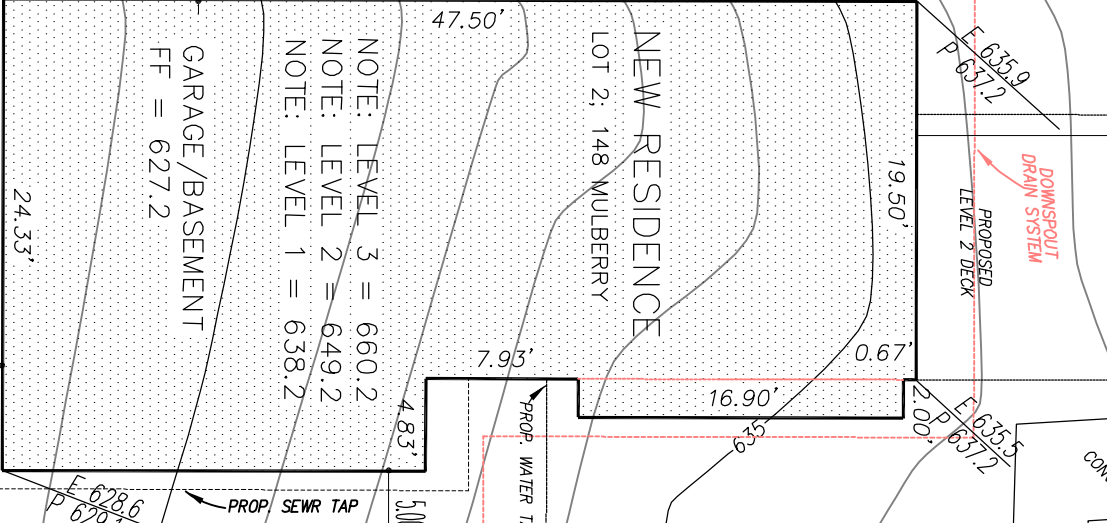 47.50'
NEW RESIDENCE
LOT 2; 148 MULBERRY
NOTE: LEVEL 3 = 660.2
NOTE: LEVEL 2 = 649.2
NOTE: LEVEL 1 = 638.2
GARAGE/BASEMENT
FF = 627.2
24.33'
19.50'
E 635.9
P 637.2
DOWNSPOUT
DRAIN SYSTEM
PROPOSED
LEVEL 2 DECK
0.67'
7.93'
16.90'
2.00'
4.83'
E 635.5
P 637.2
635
PROP. WATER
PROP. SEWR TAP
E 628.6